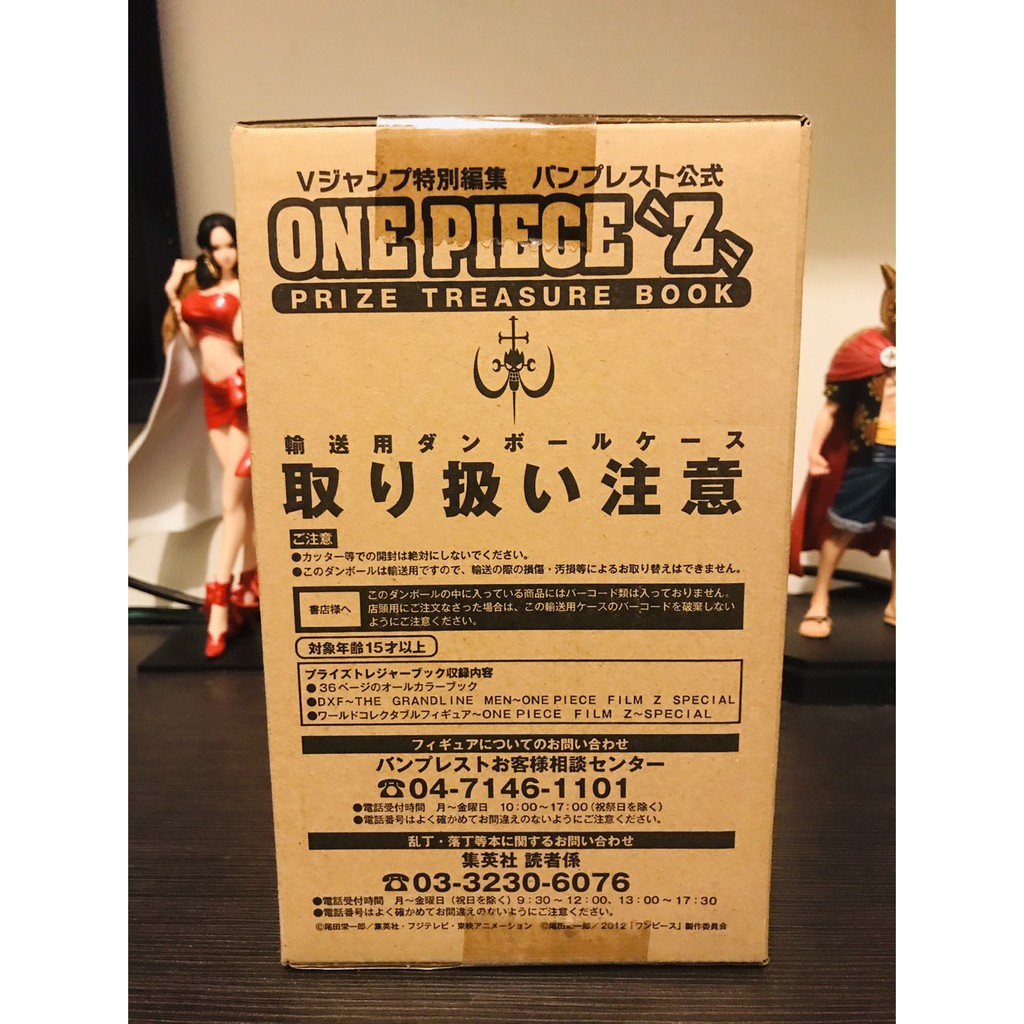 Vジャンプ特別編集 バンプレスト公式
ONE PIECE "Z"
PRIZE TREASURE BOOK
輸送用ダンボールケース
取り扱い注意
ご注意
●カッター等での開封は絶対にしないでください。
●このダンボールは輸送用ですので、輸送の際の損傷・汚損等によるお取り替えはできません。
書店様へ
このダンボールの中に入っている商品にはバーコード類は入っておりません。
店頭用にご注文なさった場合は、この輸送用ケースのバーコードを破棄しない
ようにご注意ください。
対象年齢15才以上
プライズトレジャーブック収録内容
●36ページのオールカラーブック
●DXF~THE GRANDLINE MEN~ONE PIECE FILM Z SPECIAL
●ワールドコレクタブルフィギュア~ONE PIECE FILM Z~SPECIAL
フィギュアについてのお問い合わせ
バンプレストお客様相談センター
☎04-7146-1101
●電話受付時間 月~金曜日 10:00~17:00(祝祭日を除く)
●電話番号はよく確かめてお間違えのないようにご注意ください。
乱丁・落丁等本に関するお問い合わせ
集英社 読者係
☎03-3230-6076
●電話受付時間 月~金曜日(祝日を除く)9:30~12:00、13:00~17:30
●電話番号はよく確かめてお間違えのないようにご注意ください。
©尾田栄一郎/集英社・フジテレビ・東映アニメーション ©尾田栄一郎/2012「ワンピース」製作委員会